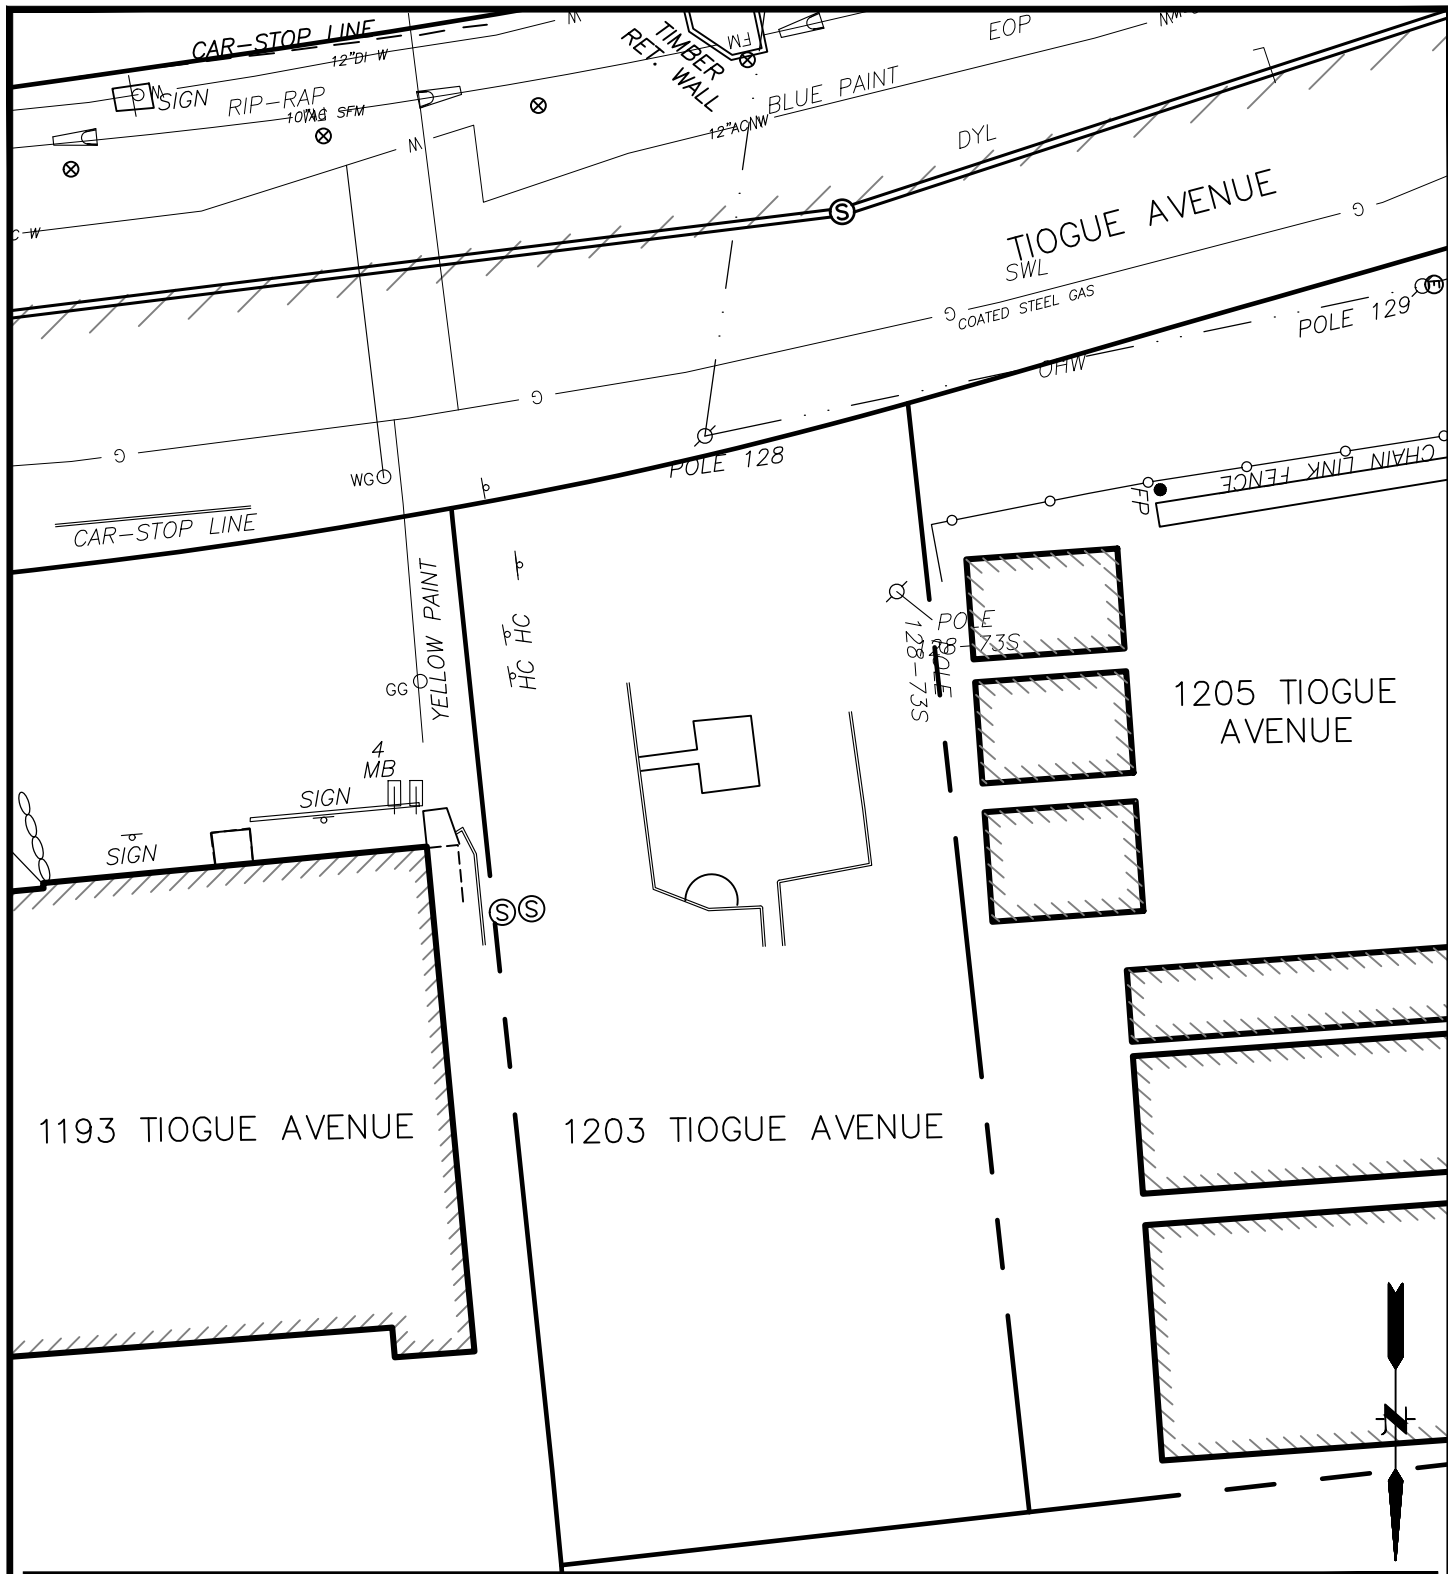 CAR-STOP LINE
12"DI W
W
SIGN
RIP-RAP
W
TIMBER
RET. WALL
FM
EOP
BLUE PAINT
12"AC W
W
DYL
C W
S
TIOGUE AVENUE
SWL
G
G
COATED STEEL GAS
E
POLE 129
OHW
G
G
POLE 128
WG
CHAIN LINK FENCE
FP
CAR-STOP LINE
YELLOW PAINT
HC
HC
POLE
128-73S
POLE
128-73S
GG
1205 TIOGUE
AVENUE
4
MB
SIGN
SIGN
S
S
1193 TIOGUE AVENUE
1203 TIOGUE AVENUE
N